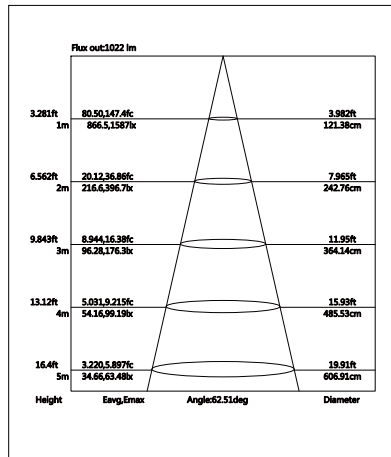 Flux out:1022 lm
3.281ft 80.50,147.4fc 3.982ft
1m 866.5,1587lx 121.38cm
6.562ft 20.12,36.86fc 7.965ft
2m 216.6,396.7lx 242.76cm
9.843ft 8.944,16.38fc 11.95ft
3m 96.28,176.3lx 364.14cm
13.12ft 5.031,9.215fc 15.93ft
4m 54.16,99.19lx 485.53cm
16.4ft 3.220,5.897fc 19.91ft
5m 34.66,63.48lx 606.91cm
Height Eavg,Emax Angle:62.51deg Diameter